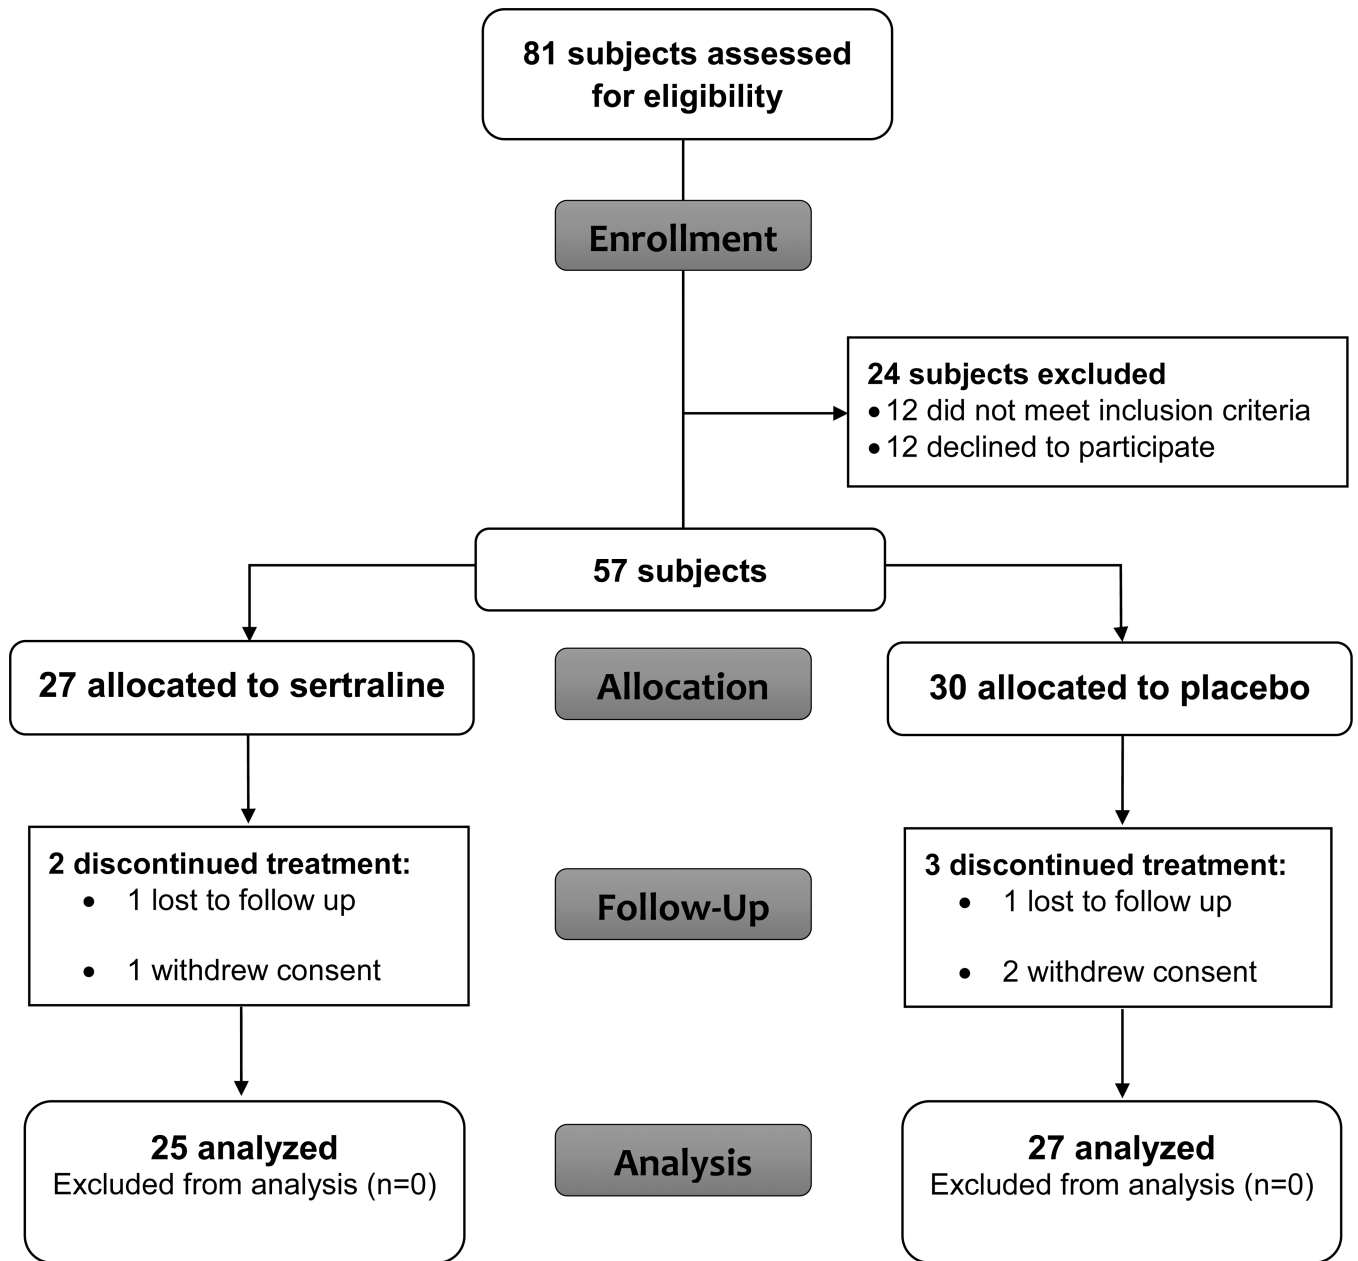 81 subjects assessed
for eligibility
Enrollment
24 subjects excluded
•12 did not meet inclusion criteria
•12 declined to participate
57 subjects
27 allocated to sertraline
Allocation
30 allocated to placebo
2 discontinued treatment:
• 1 lost to follow up
• 1 withdrew consent
Follow-Up
3 discontinued treatment:
• 1 lost to follow up
• 2 withdrew consent
25 analyzed
Excluded from analysis (n=0)
Analysis
27 analyzed
Excluded from analysis (n=0)